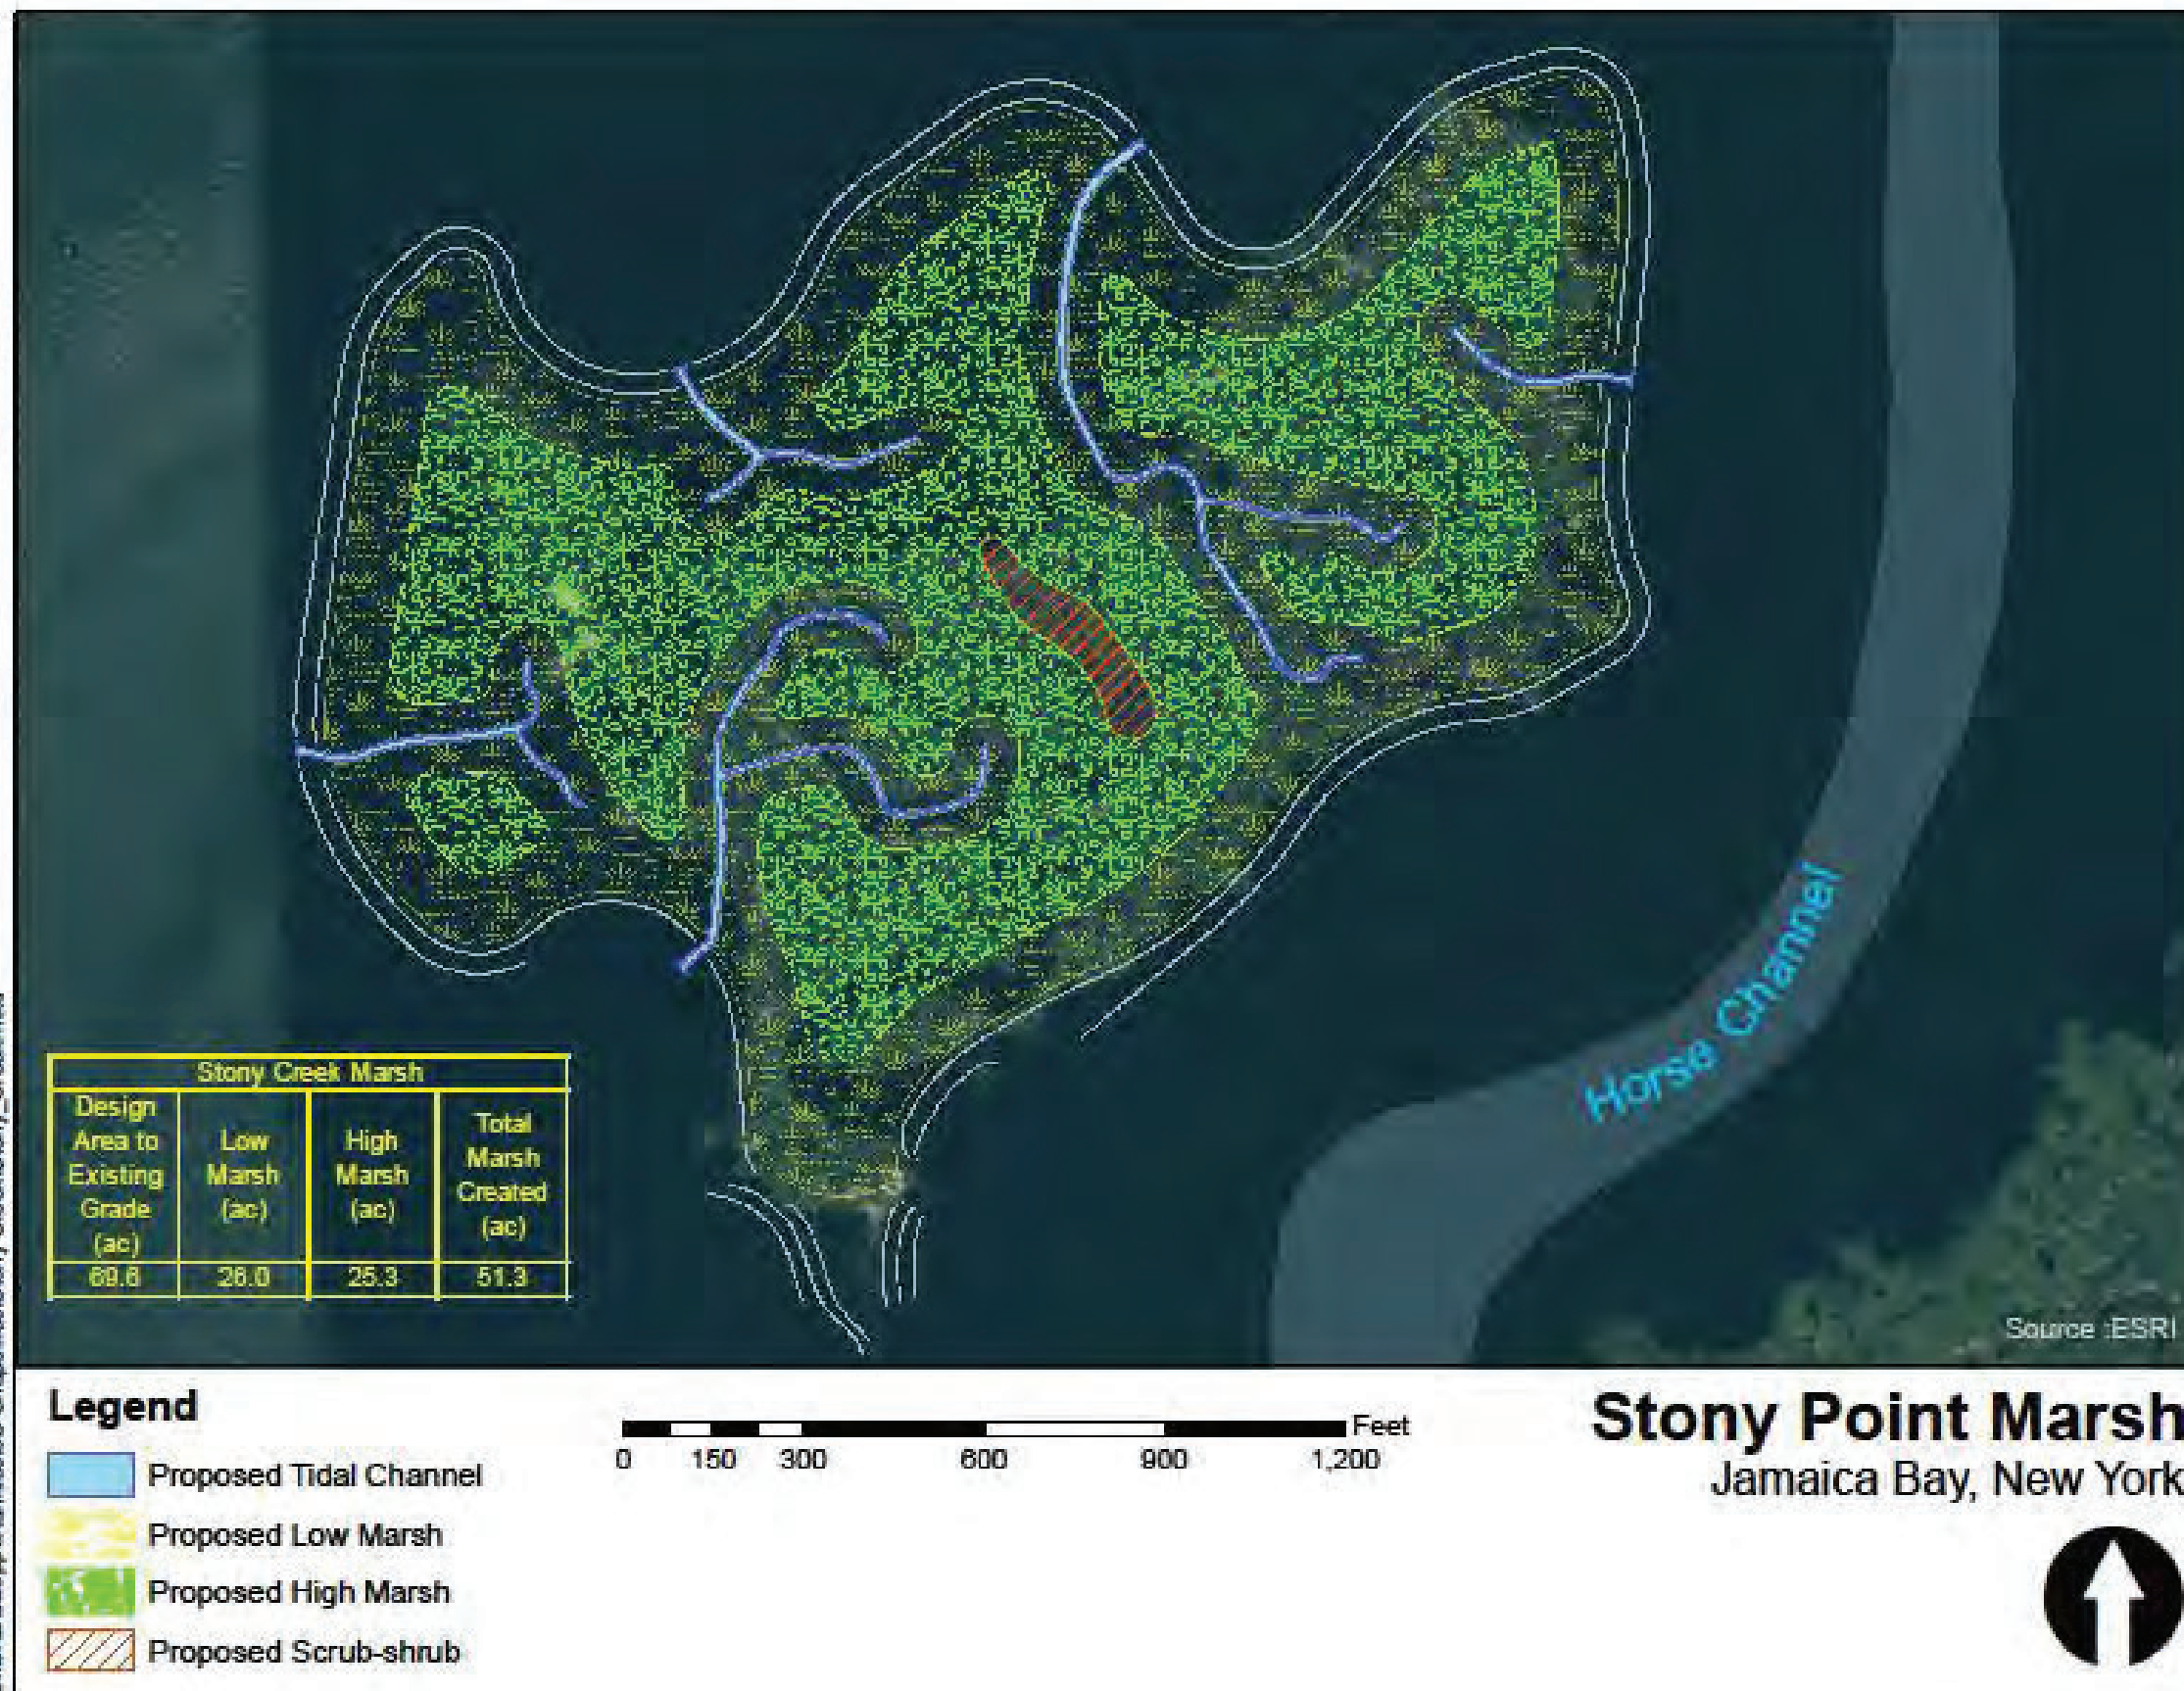 Horse Channel
Stony Creek Marsh
Design Area to Existing Grade (ac)
Low Marsh (ac)
High Marsh (ac)
Total Marsh Created (ac)
69.6 26.0 25.3 51.3
Source :ESRI
Legend
Proposed Tidal Channel
Proposed Low Marsh
Proposed High Marsh
Proposed Scrub-shrub
Feet
0 150 300 600 900 1,200
Stony Point Marsh
Jamaica Bay, New York